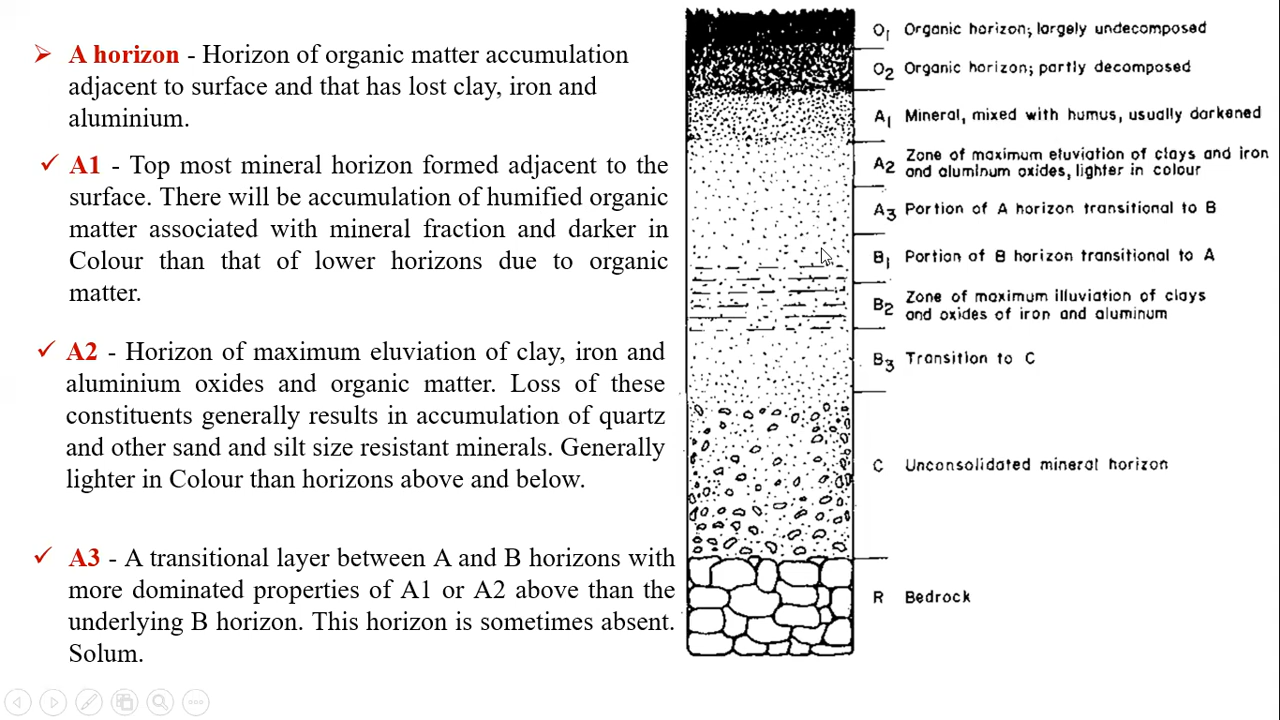 ➢ A horizon - Horizon of organic matter accumulation
adjacent to surface and that has lost clay, iron and
aluminium.
✓ A1 - Top most mineral horizon formed adjacent to the
surface. There will be accumulation of humified organic
matter associated with mineral fraction and darker in
Colour than that of lower horizons due to organic
matter.
✓ A2 - Horizon of maximum eluviation of clay, iron and
aluminium oxides and organic matter. Loss of these
constituents generally results in accumulation of quartz
and other sand and silt size resistant minerals. Generally
lighter in Colour than horizons above and below.
✓ A3 - A transitional layer between A and B horizons with
more dominated properties of A1 or A2 above than the
underlying B horizon. This horizon is sometimes absent.
Solum.
O1 Organic horizon; largely undecomposed
O2 Organic horizon; partly decomposed
A1 Mineral, mixed with humus, usually darkened
A2 Zone of maximum eluviation of clays and iron
and aluminum oxides, lighter in colour
A3 Portion of A horizon transitional to B
B1 Portion of B horizon transitional to A
B2 Zone of maximum illuviation of clays
and oxides of iron and aluminum
B3 Transition to C
C Unconsolidated mineral horizon
R Bedrock